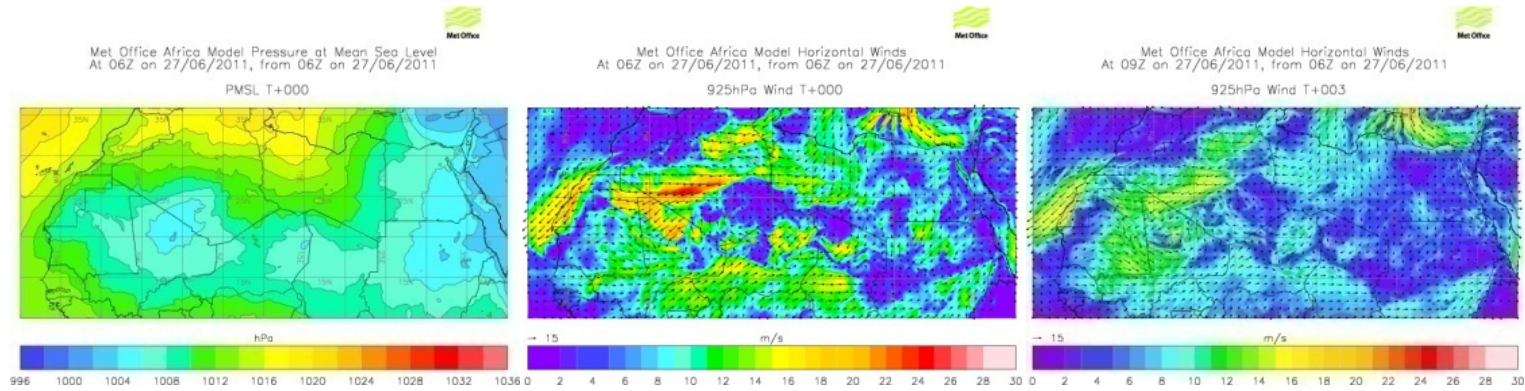 Met Office
Met Office Africa Model Pressure at Mean Sea Level
At 06Z on 27/06/2011, from 06Z on 27/06/2011
PMSL T+000
35N
hPa
996 1000 1004 1008 1012 1016 1020 1024 1028 1032 1036
Met Office
Met Office Africa Model Horizontal Winds
At 06Z on 27/06/2011, from 06Z on 27/06/2011
925hPa Wind T+000
→ 15 m/s
0 2 4 6 8 10 12 14 16 18 20 22 24 26 28 30
Met Office
Met Office Africa Model Horizontal Winds
At 09Z on 27/06/2011, from 06Z on 27/06/2011
925hPa Wind T+003
→ 15 m/s
0 2 4 6 8 10 12 14 16 18 20 22 24 26 28 30